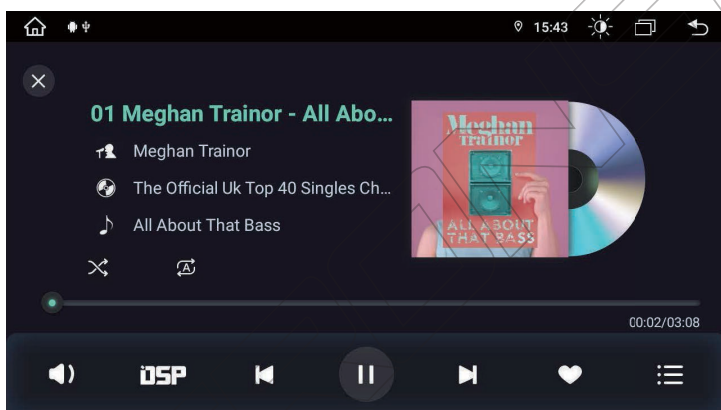 15:43
01 Meghan Trainor - All Abo...
Meghan Trainor
The Official Uk Top 40 Singles Ch...
All About That Bass
A
Meghan
Trainor
ALL ABOUT
THAT BASS
00:02/03:08
DSP